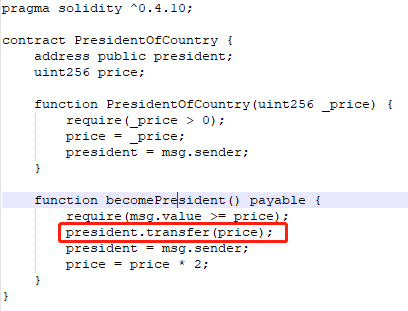 pragma solidity ^0.4.10;
contract PresidentOfCountry {
address public president;
uint256 price;
function PresidentOfCountry(uint256 _price) {
require(_price > 0);
price = _price;
president = msg.sender;
}
function becomePresident() payable {
require(msg.value >= price);
president.transfer(price);
president = msg.sender;
price = price * 2;
}
}